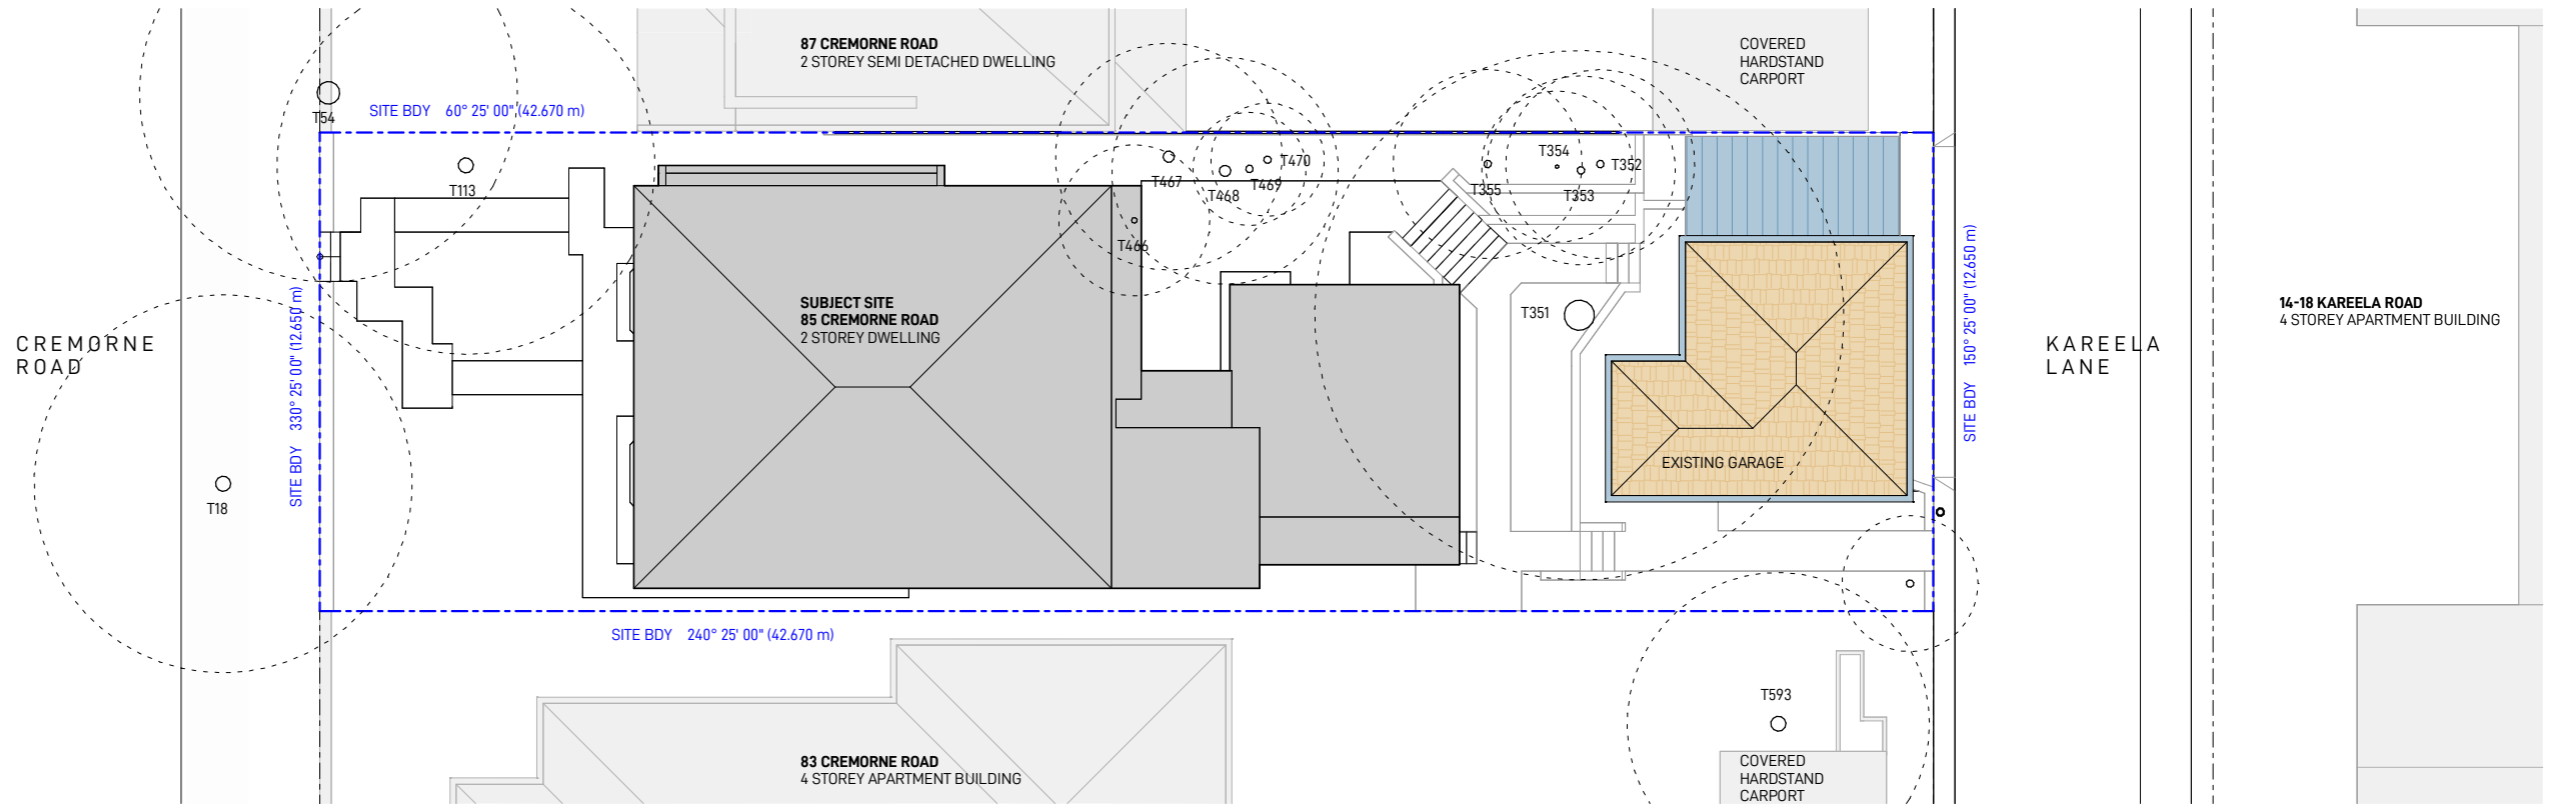 87 CREMORNE ROAD
2 STOREY SEMI DETACHED DWELLING
COVERED
HARDSTAND
CARPORT
T54
SITE BDY 60° 25' 00" (42.670 m)
T113
T467
T468
T469
T470
T466
T355
T354
T353
T352
T351
SUBJECT SITE
85 CREMORNE ROAD
2 STOREY DWELLING
CREMORNE
ROAD
SITE BDY 330° 25' 00" (12.650 m)
T18
EXISTING GARAGE
SITE BDY 150° 25' 00" (12.650 m)
KAREELA
LANE
14-18 KAREELA ROAD
4 STOREY APARTMENT BUILDING
SITE BDY 240° 25' 00" (42.670 m)
83 CREMORNE ROAD
4 STOREY APARTMENT BUILDING
T593
COVERED
HARDSTAND
CARPORT